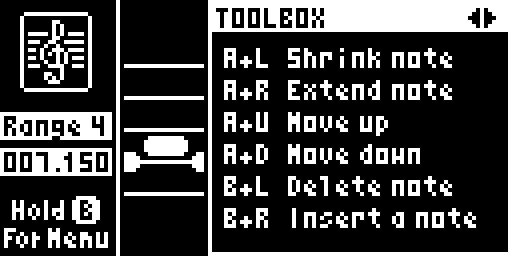 Range 4
007.150
Hold B
For Menu
TOOLBOX
A+L Shrink note
A+R Extend note
A+U Move up
A+D Move down
B+L Delete note
B+R Insert a note